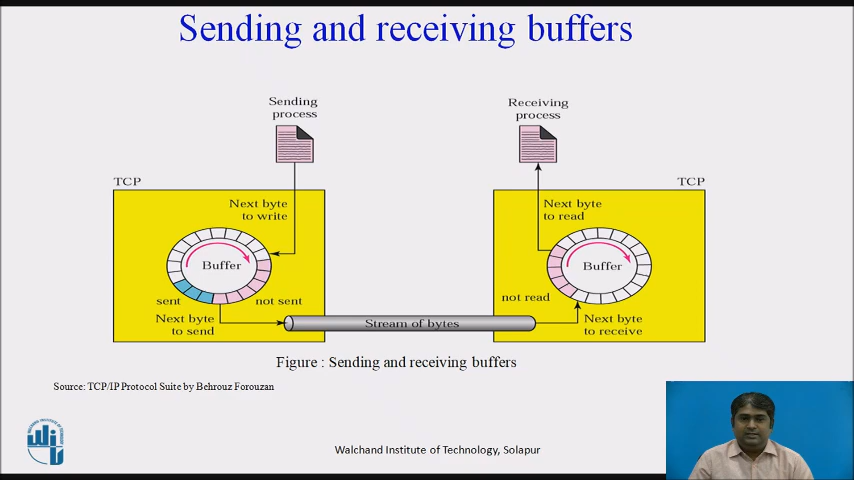 Sending and receiving buffers
Sending
process
Receiving
process
TCP
TCP
Next byte
to write
Next byte
to read
Buffer
Buffer
sent
not sent
not read
Next byte
to send
Stream of bytes
Next byte
to receive
Figure : Sending and receiving buffers
Source: TCP/IP Protocol Suite by Behrouz Forouzan
Walchand Institute of Technology, Solapur